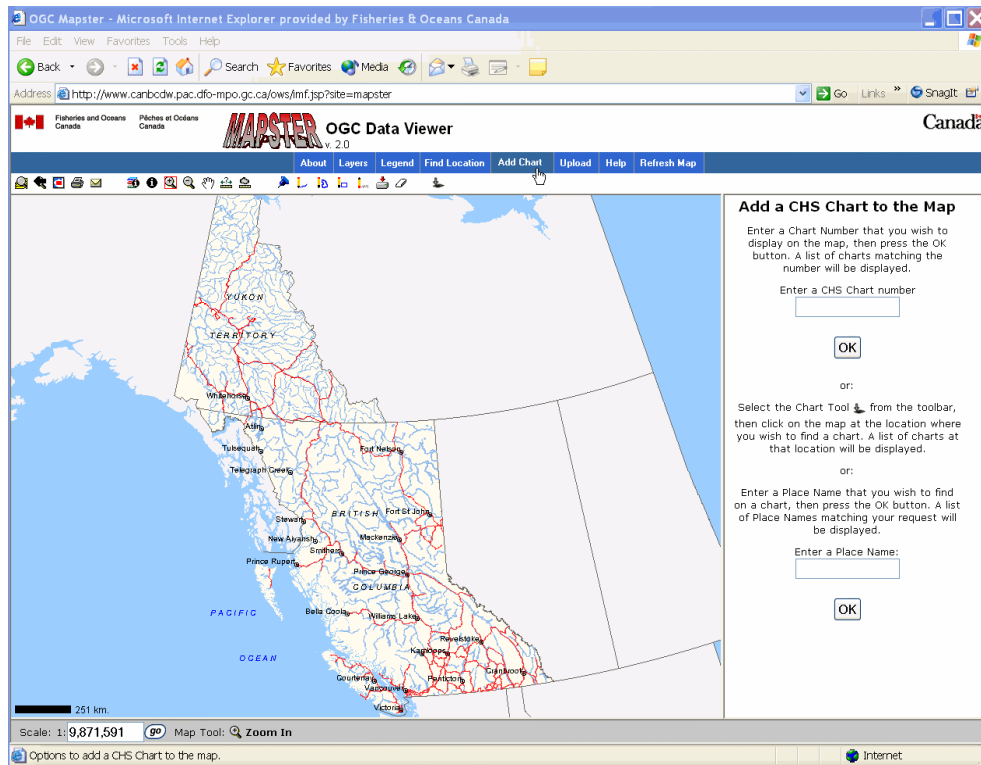 OGC Mapster - Microsoft Internet Explorer provided by Fisheries & Oceans Canada
File Edit View Favorites Tools Help
Back Search Favorites Media
Address http://www.canbcdw.pac.dfo-mpo.gc.ca/ows/imf.jsp?site=mapster Go Links » SnagIt
Fisheries and Oceans Canada Pêches et Océans Canada
MAPSTER v. 2.0 OGC Data Viewer
Canada
About Layers Legend Find Location Add Chart Upload Help Refresh Map
YUKON
TERRITORY
Whitehorse
Atlin
Tulsequah
Fort Nelson
Telegraph Creek
Stewart
BRITISH
Fort St John
New Aiyansh
Mackenzie
Smithers
Prince Rupert
Prince George
COLUMBIA
PACIFIC
Bella Coola
Williams Lake
Revelstoke
OCEAN
Kamloops
Cranbrook
Courtenay
Penticton
Vancouver
Victoria
251 km.
Add a CHS Chart to the Map
Enter a Chart Number that you wish to
display on the map, then press the OK
button. A list of charts matching the
number will be displayed.
Enter a CHS Chart number
OK
or:
Select the Chart Tool from the toolbar,
then click on the map at the location where
you wish to find a chart. A list of charts at
that location will be displayed.
or:
Enter a Place Name that you wish to find
on a chart, then press the OK button. A list
of Place Names matching your request will
be displayed.
Enter a Place Name:
OK
Scale: 1: 9,871,591 go Map Tool: Zoom In
Options to add a CHS Chart to the map. Internet